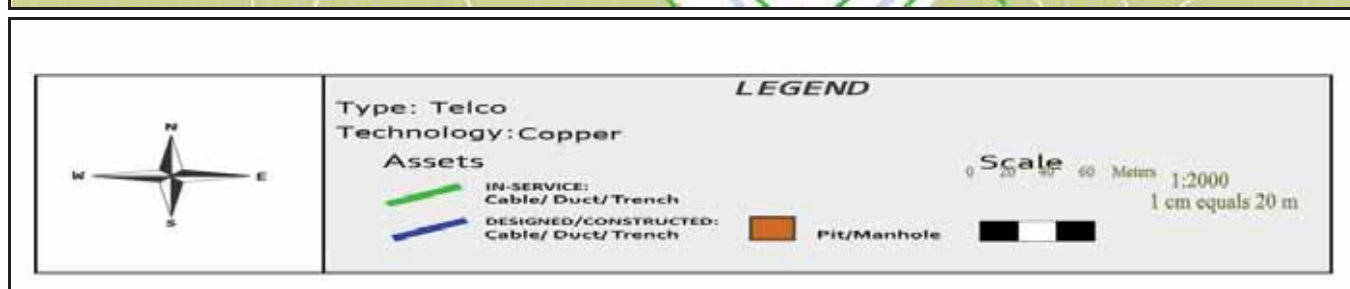 LEGEND
N
W E
S
Type: Telco
Technology: Copper
Assets
IN-SERVICE:
Cable/ Duct/ Trench
DESIGNED/CONSTRUCTED:
Cable/ Duct/ Trench
Pit/Manhole
Scale
0 20 40 60 Meters
1:2000
1 cm equals 20 m